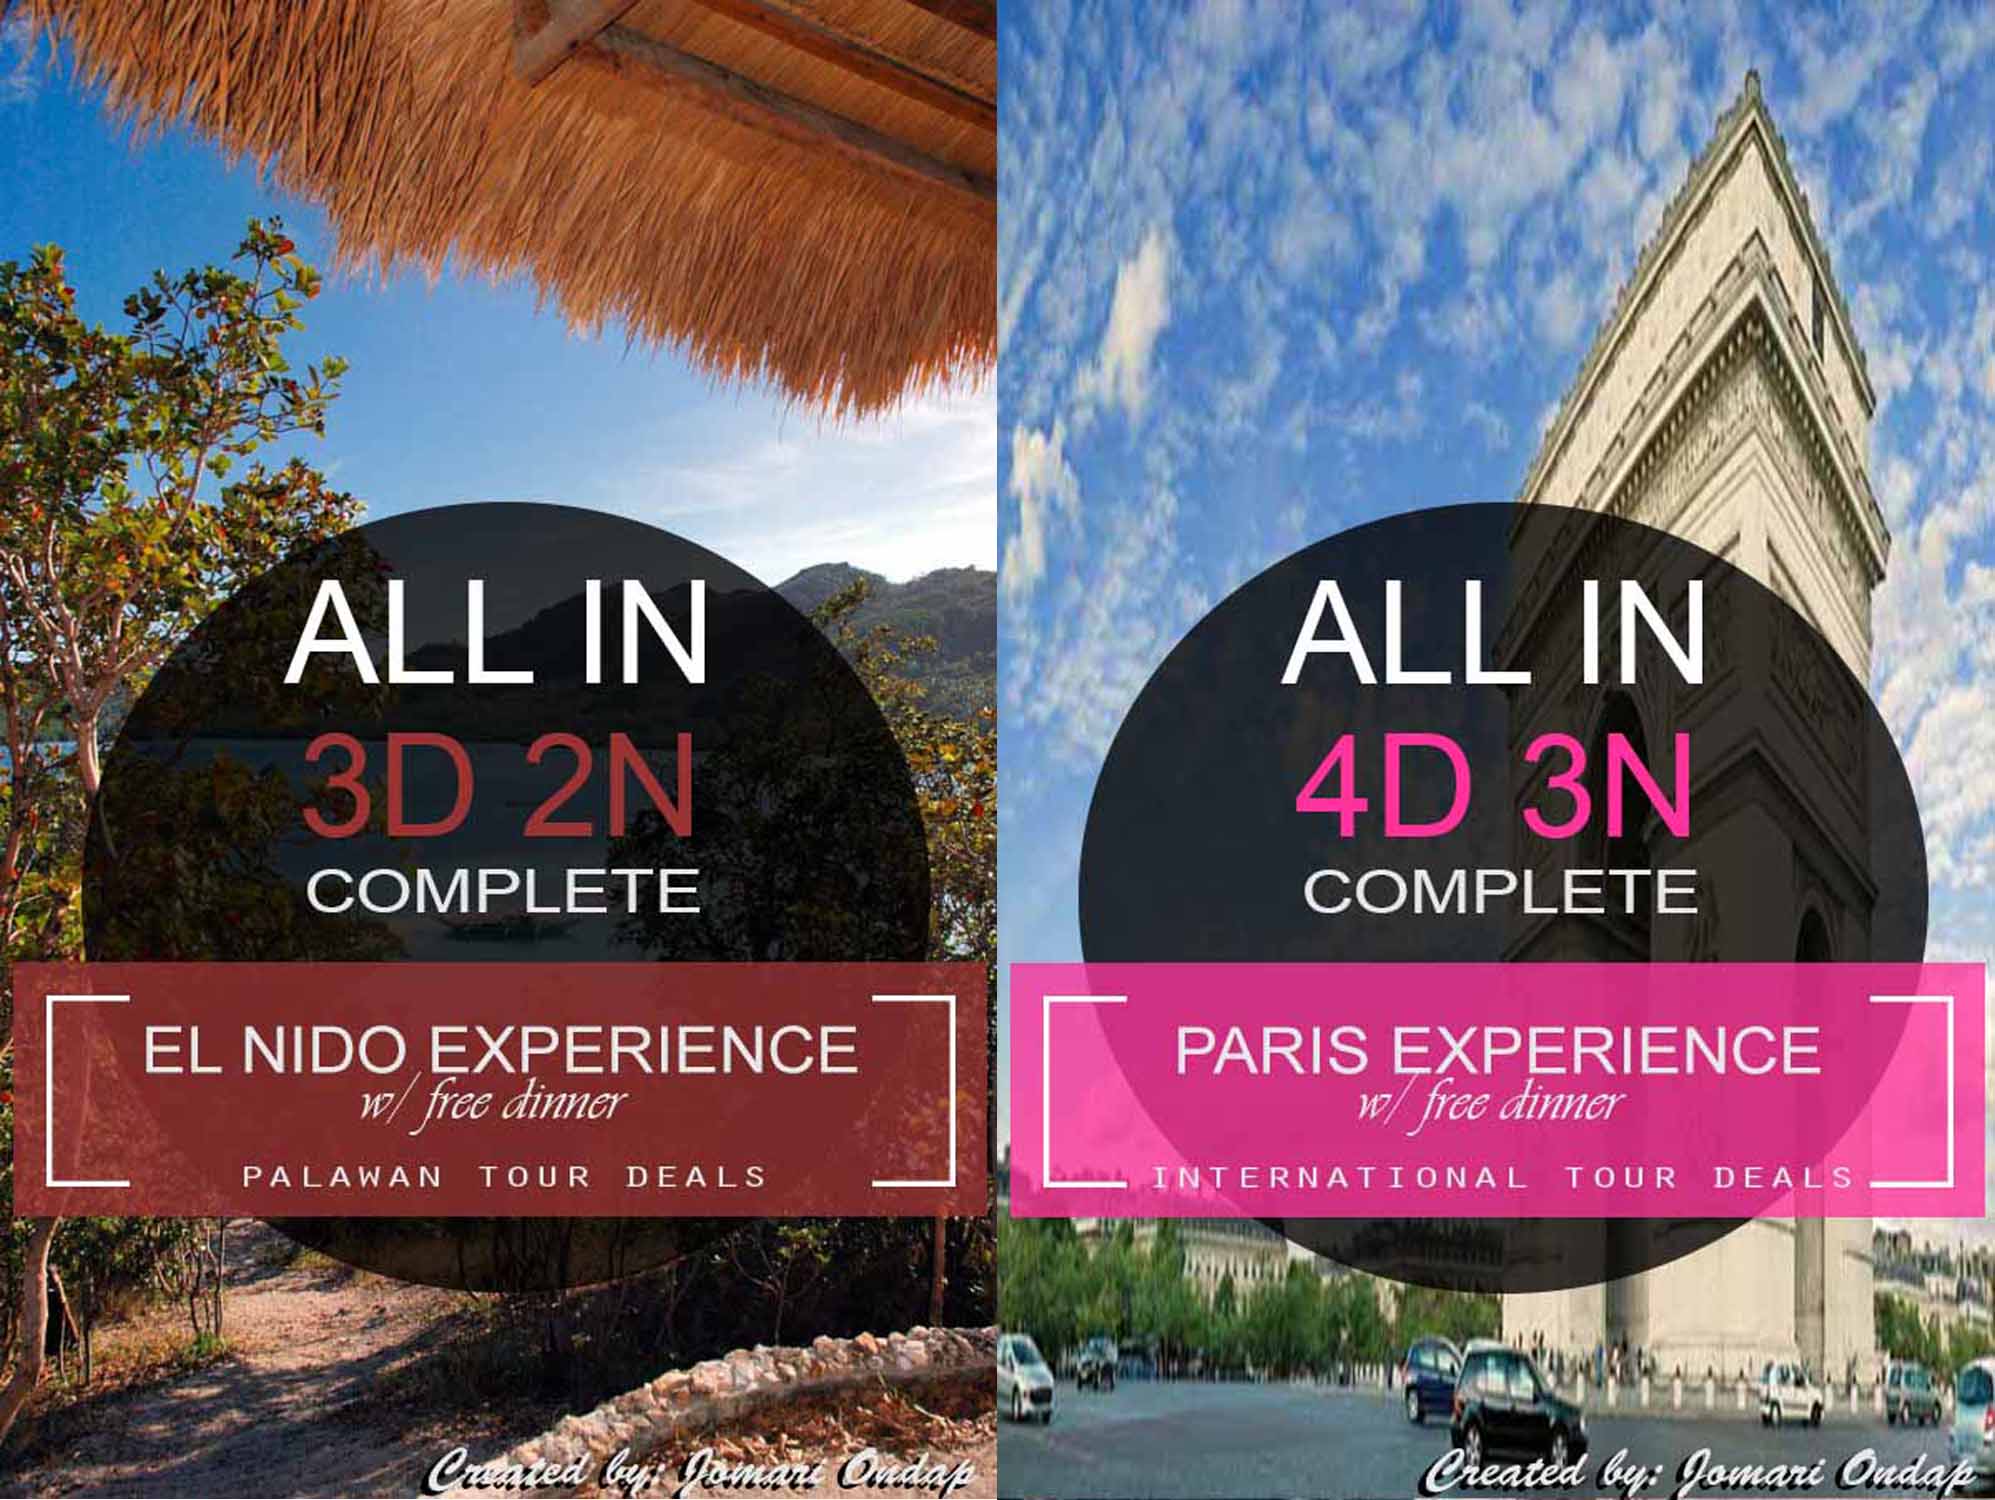 ALL IN
3D 2N
COMPLETE
EL NIDO EXPERIENCE
w/ free dinner
PALAWAN TOUR DEALS
Created by: Jomari Ondap
ALL IN
4D 3N
COMPLETE
PARIS EXPERIENCE
w/ free dinner
INTERNATIONAL TOUR DEALS
Created by: Jomari Ondap